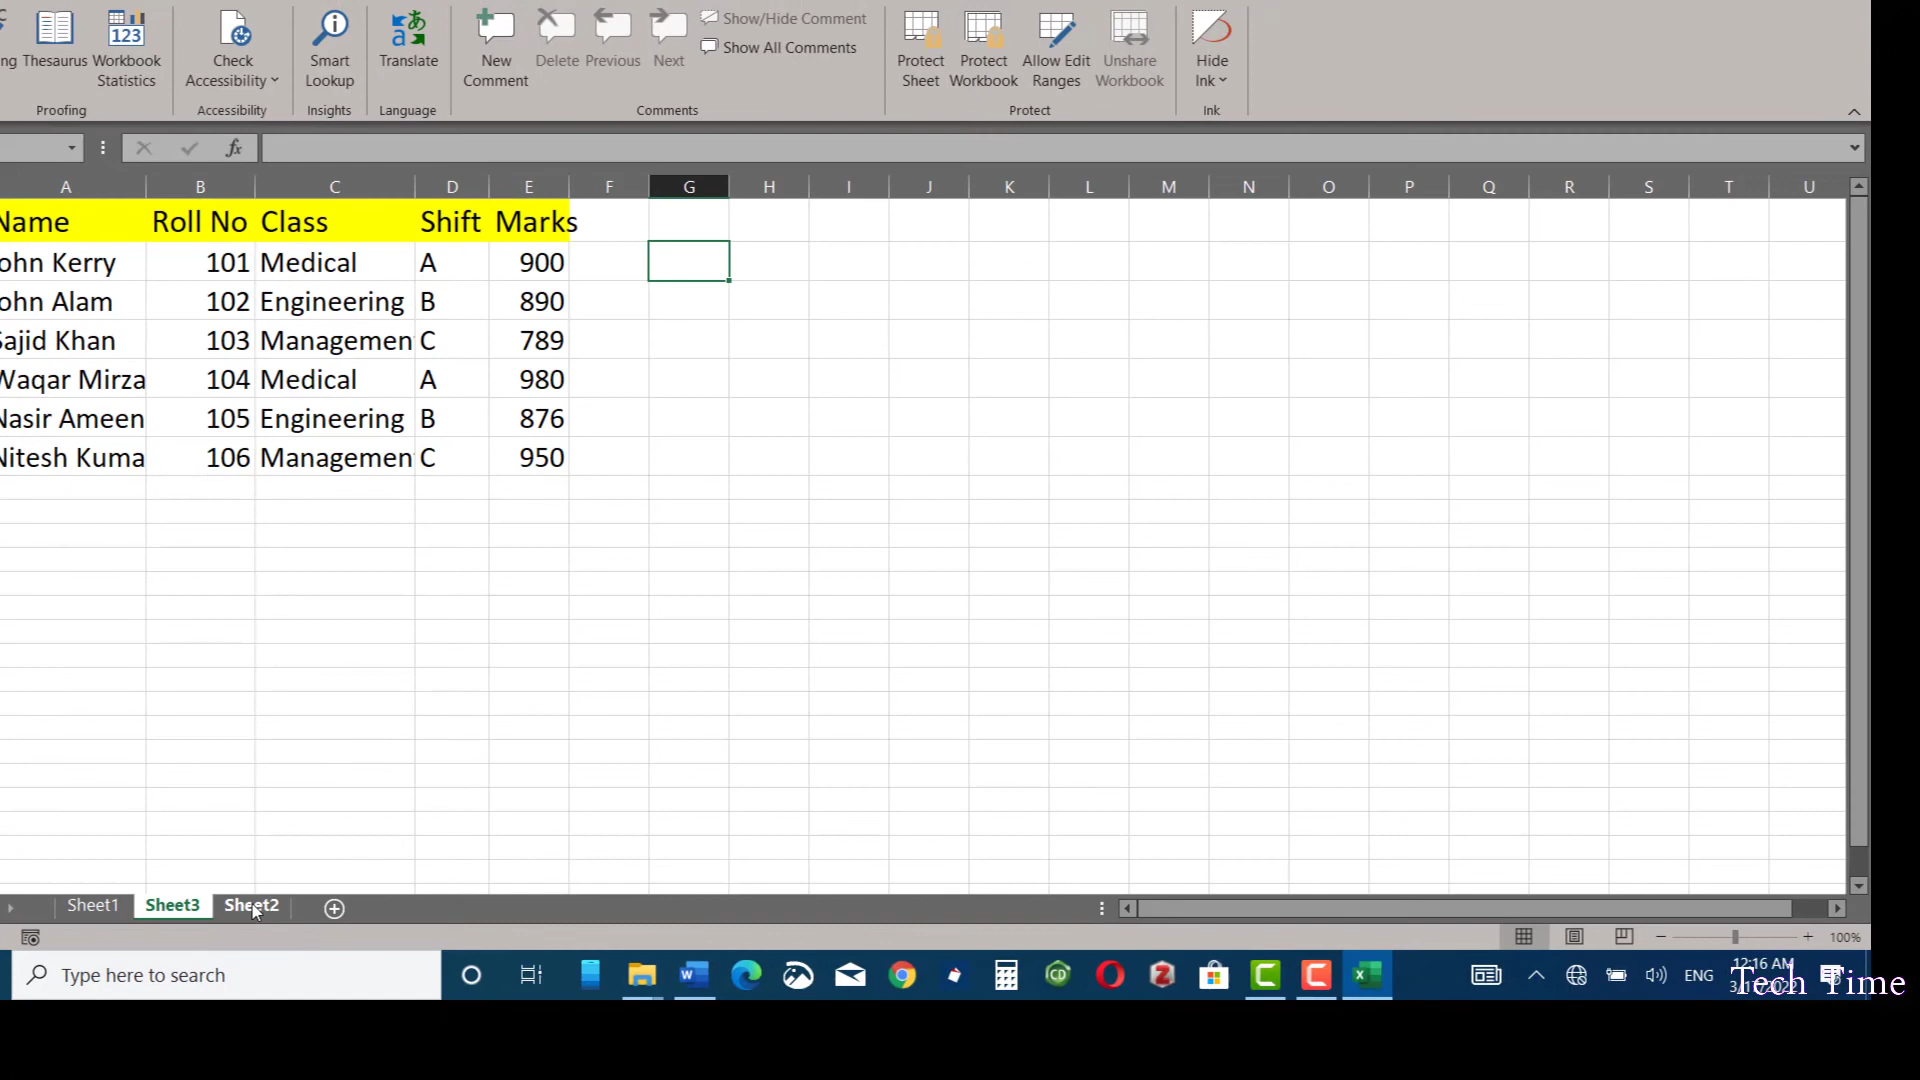 Show/Hide Comment
ng Thesaurus Workbook Statistics
Check Accessibility
Smart Lookup
Translate
New Comment
Delete Previous Next
Show All Comments
Protect Sheet
Protect Workbook
Allow Edit Ranges
Unshare Workbook
Hide Ink
Proofing Accessibility Insights Language Comments Protect Ink
fx
A B C D E F G H I J K L M N O P Q R S T U
Name Roll No Class Shift Marks
ohn Kerry 101 Medical A 900
ohn Alam 102 Engineering B 890
Sajid Khan 103 Managemen C 789
Waqar Mirza 104 Medical A 980
Nasir Ameen 105 Engineering B 876
Nitesh Kuma 106 Managemen C 950
Sheet1 Sheet3 Sheet2
100%
Type here to search
ENG
12:16 AM
Tech Time